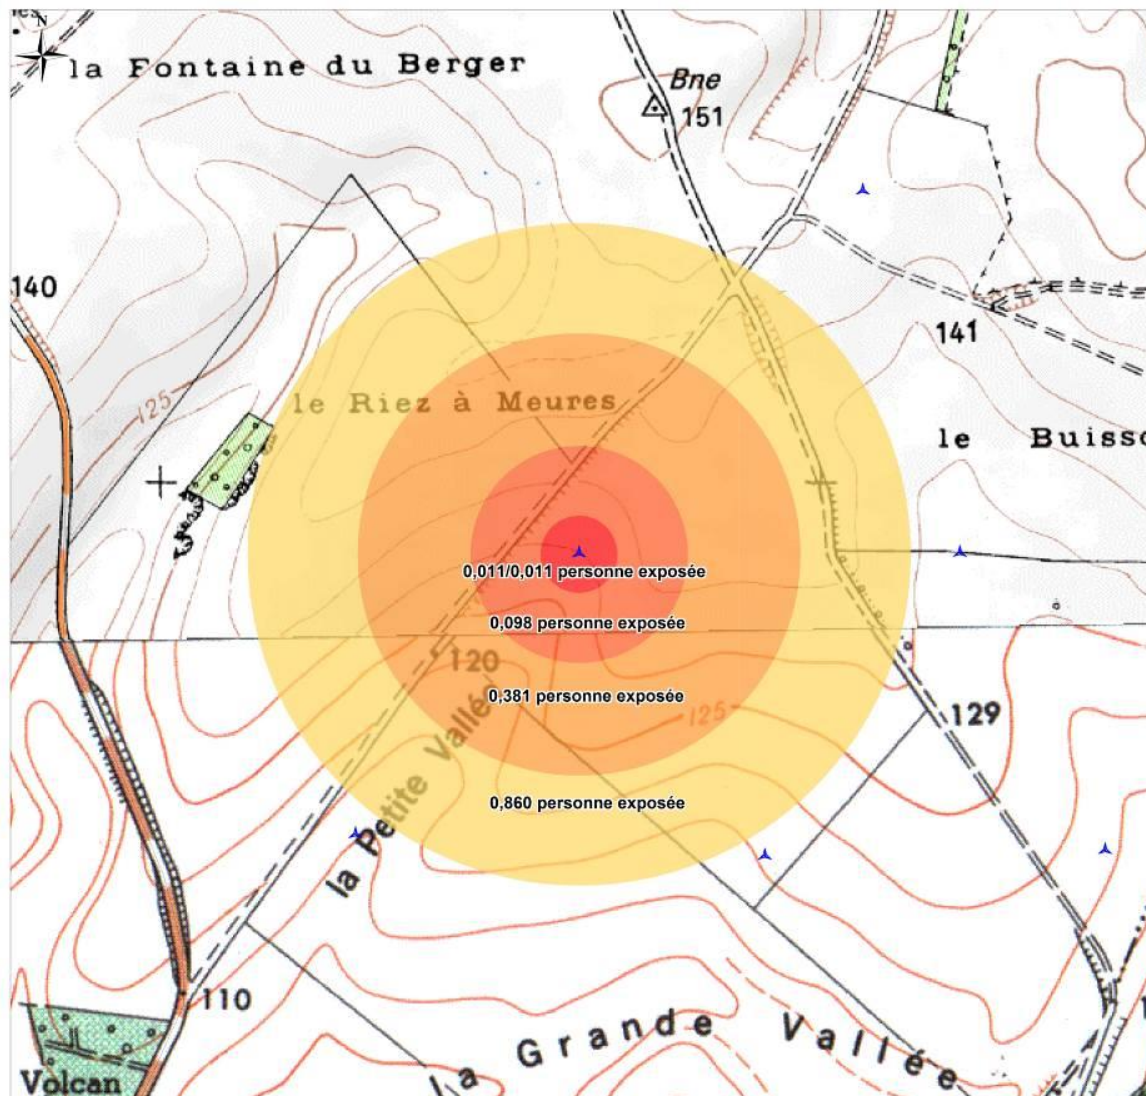 N
la Fontaine du Berger
Bne
151
140
141
125
le Riez à Meures
le Buisso
0,011/0,011 personne exposée
0,098 personne exposée
120
0,381 personne exposée
125
129
0,860 personne exposée
la Petite Vallée
110
La Grande Vallée
Volcan